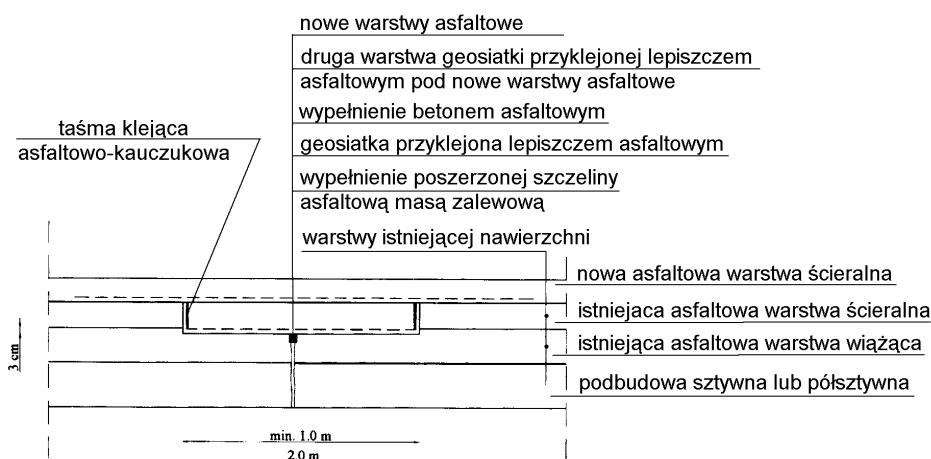 nowe warstwy asfaltowe
druga warstwa geosiatki przyklejonej lepiszczem
asfaltowym pod nowe warstwy asfaltowe
wypełnienie betonem asfaltowym
taśma klejąca
asfaltowo-kauczukowa
geosiatka przyklejona lepiszczem asfaltowym
wypełnienie poszerzonej szczeliny
asfaltową masą zalewową
warstwy istniejącej nawierzchni
nowa asfaltowa warstwa ścieralna
istniejaca asfaltowa warstwa ścieralna
istniejąca asfaltowa warstwa wiążąca
podbudowa sztywna lub półsztywna
3 cm
min. 1.0 m
2.0 m